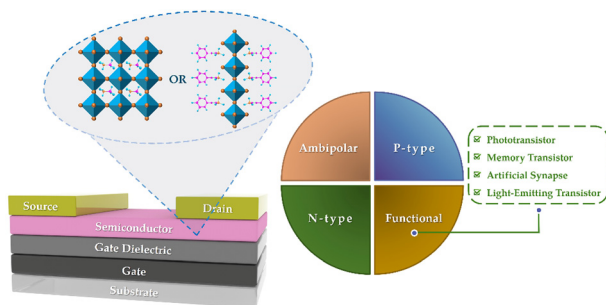 OR
Source
Drain
Semiconductor
Gate Dielectric
Gate
Substrate
Ambipolar
P-type
N-type
Functional
Phototransistor
Memory Transistor
Artificial Synapse
Light-Emitting Transistor